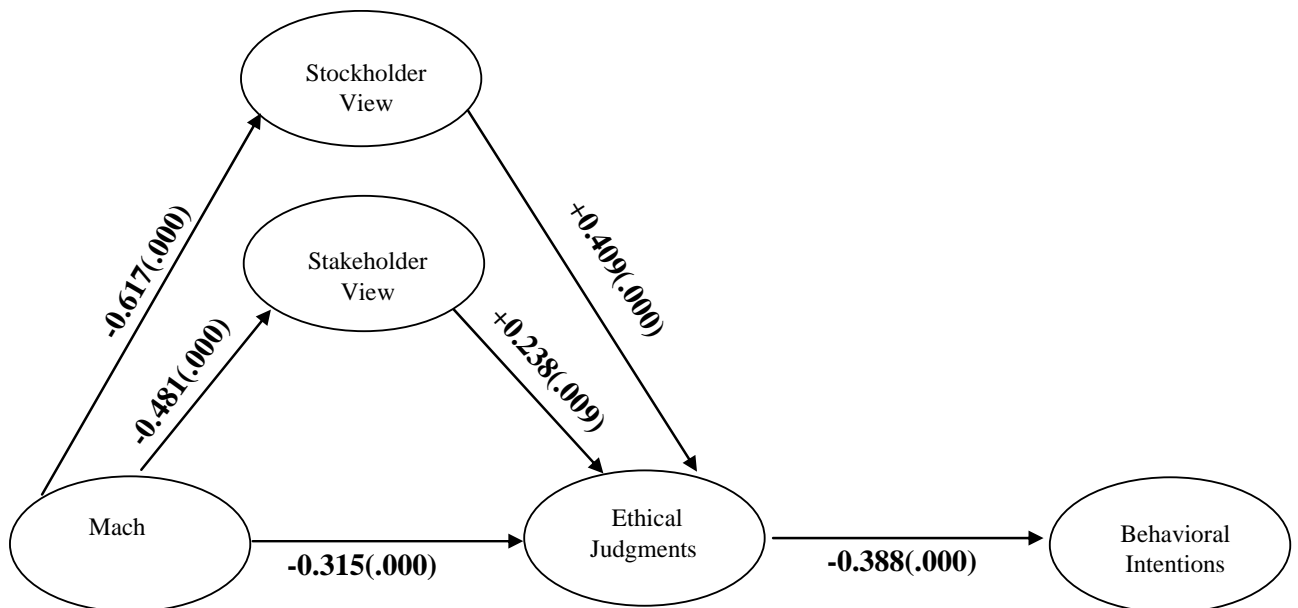 Stockholder
View
-0.617(.000)
+0.409(.000)
Stakeholder
View
-0.481(.000)
+0.238(.009)
Mach
-0.315(.000)
Ethical
Judgments
-0.388(.000)
Behavioral
Intentions